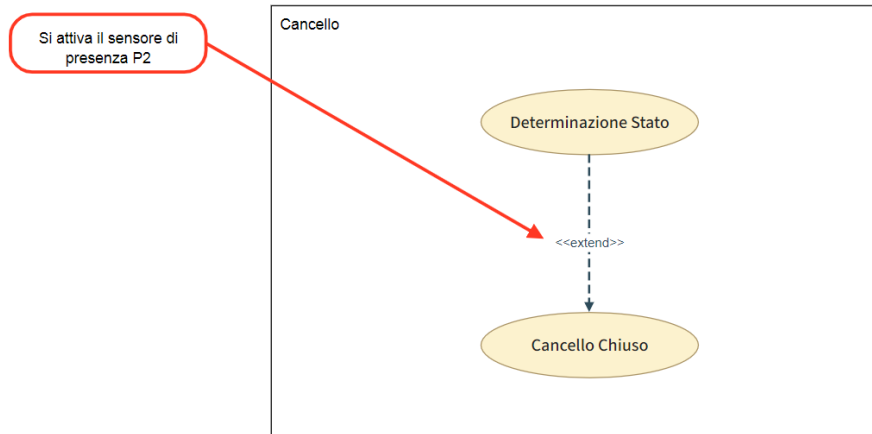 Si attiva il sensore di
presenza P2
Cancello
Determinazione Stato
<<extend>>
Cancello Chiuso